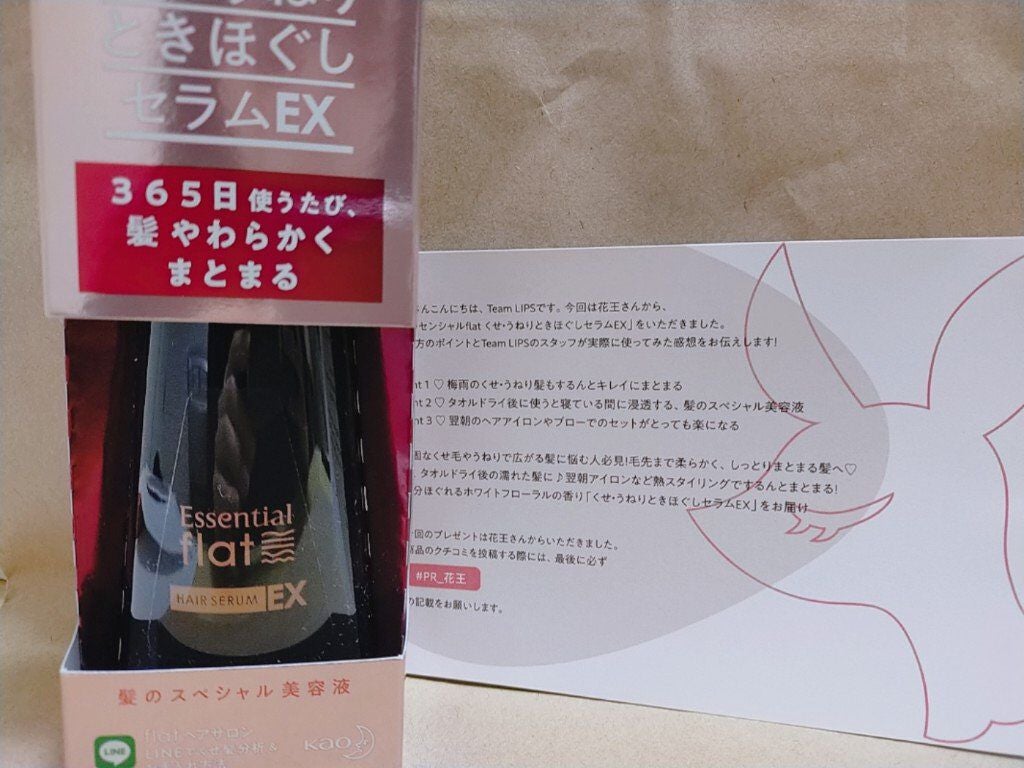 ときほぐし
セラムEX
365日 使うたび、
髪 やわらかく
まとまる
Essential
flat
HAIR SERUM EX
髪のスペシャル美容液
flat ヘアサロン
LINE
LINEでくせ髪分析&
Kao
んこんにちは、Team LIPSです。今回は花王さんから、
センシャルflat くせ・うねりときほぐしセラムEX」をいただきました。
方のポイントとTeam LIPSのスタッフが実際に使ってみた感想をお伝えします!
nt 1 ♡ 梅雨のくせ・うねり髪もするんとキレイにまとまる
nt 2 ♡ タオルドライ後に使うと寝ている間に浸透する、髪のスペシャル美容液
nt 3 ♡ 翌朝のヘアアイロンやブローでのセットがとっても楽になる
固なくせ毛やうねりで広がる髪に悩む人必見!毛先まで柔らかく、しっとりまとまる髪へ♡
、タオルドライ後の濡れた髪に♪翌朝アイロンなど熱スタイリングでするんとまとまる!
分ほぐれるホワイトフローラルの香り「くせ・うねりときほぐしセラムEX」をお届け
回のプレゼントは花王さんからいただきました。
商品のクチコミを投稿する際には、最後に必ず
#PR_花王
の記載をお願いします。